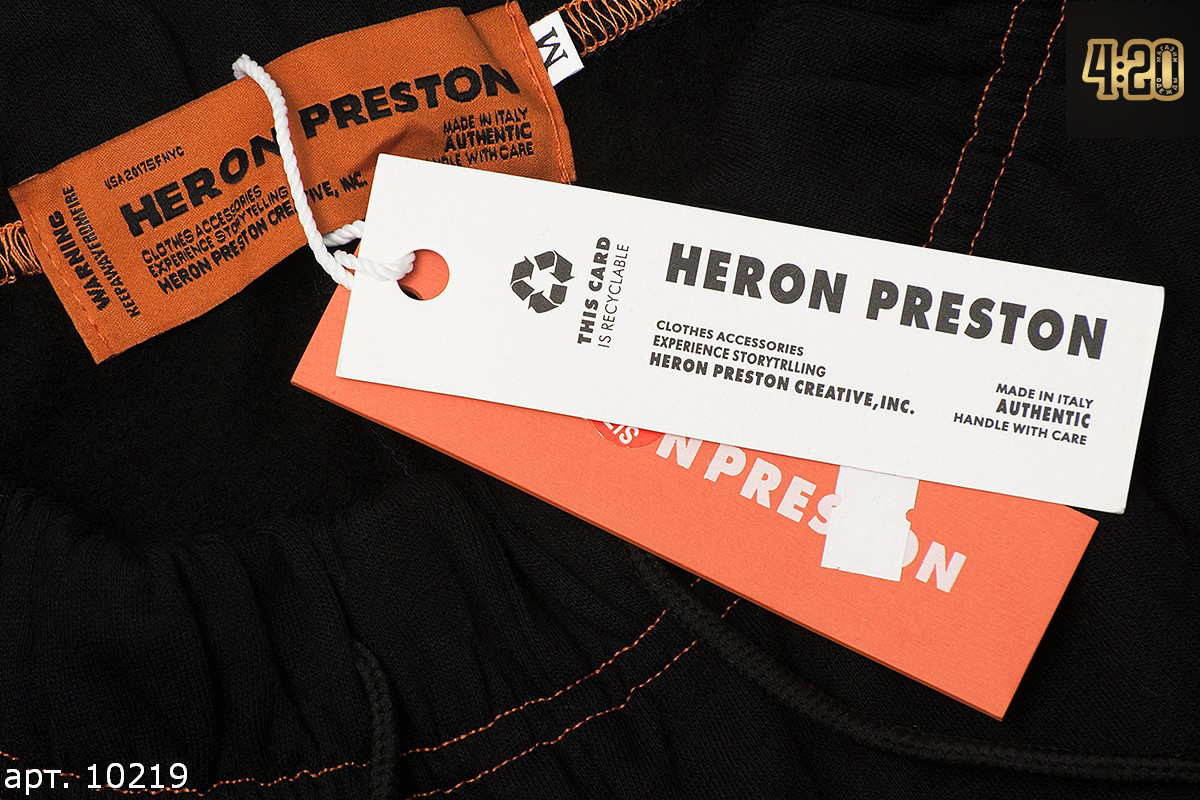 M
USA2017SFNYC
HERON PRESTON
CLOTHES ACCESSORIES
EXPERIENCE STORYTELLING
HERON PRESTON CREATIVE, INC.
MADE IN ITALY
AUTHENTIC
HANDLE WITH CARE
WARNING
KEEPAWAYFROMFIRE
4:20
THIS CARD
IS RECYCLABLE
HERON PRESTON
CLOTHES ACCESSORIES
EXPERIENCE STORYTRLLING
HERON PRESTON CREATIVE,INC.
MADE IN ITALY
AUTHENTIC
HANDLE WITH CARE
N PRES ON
арт. 10219